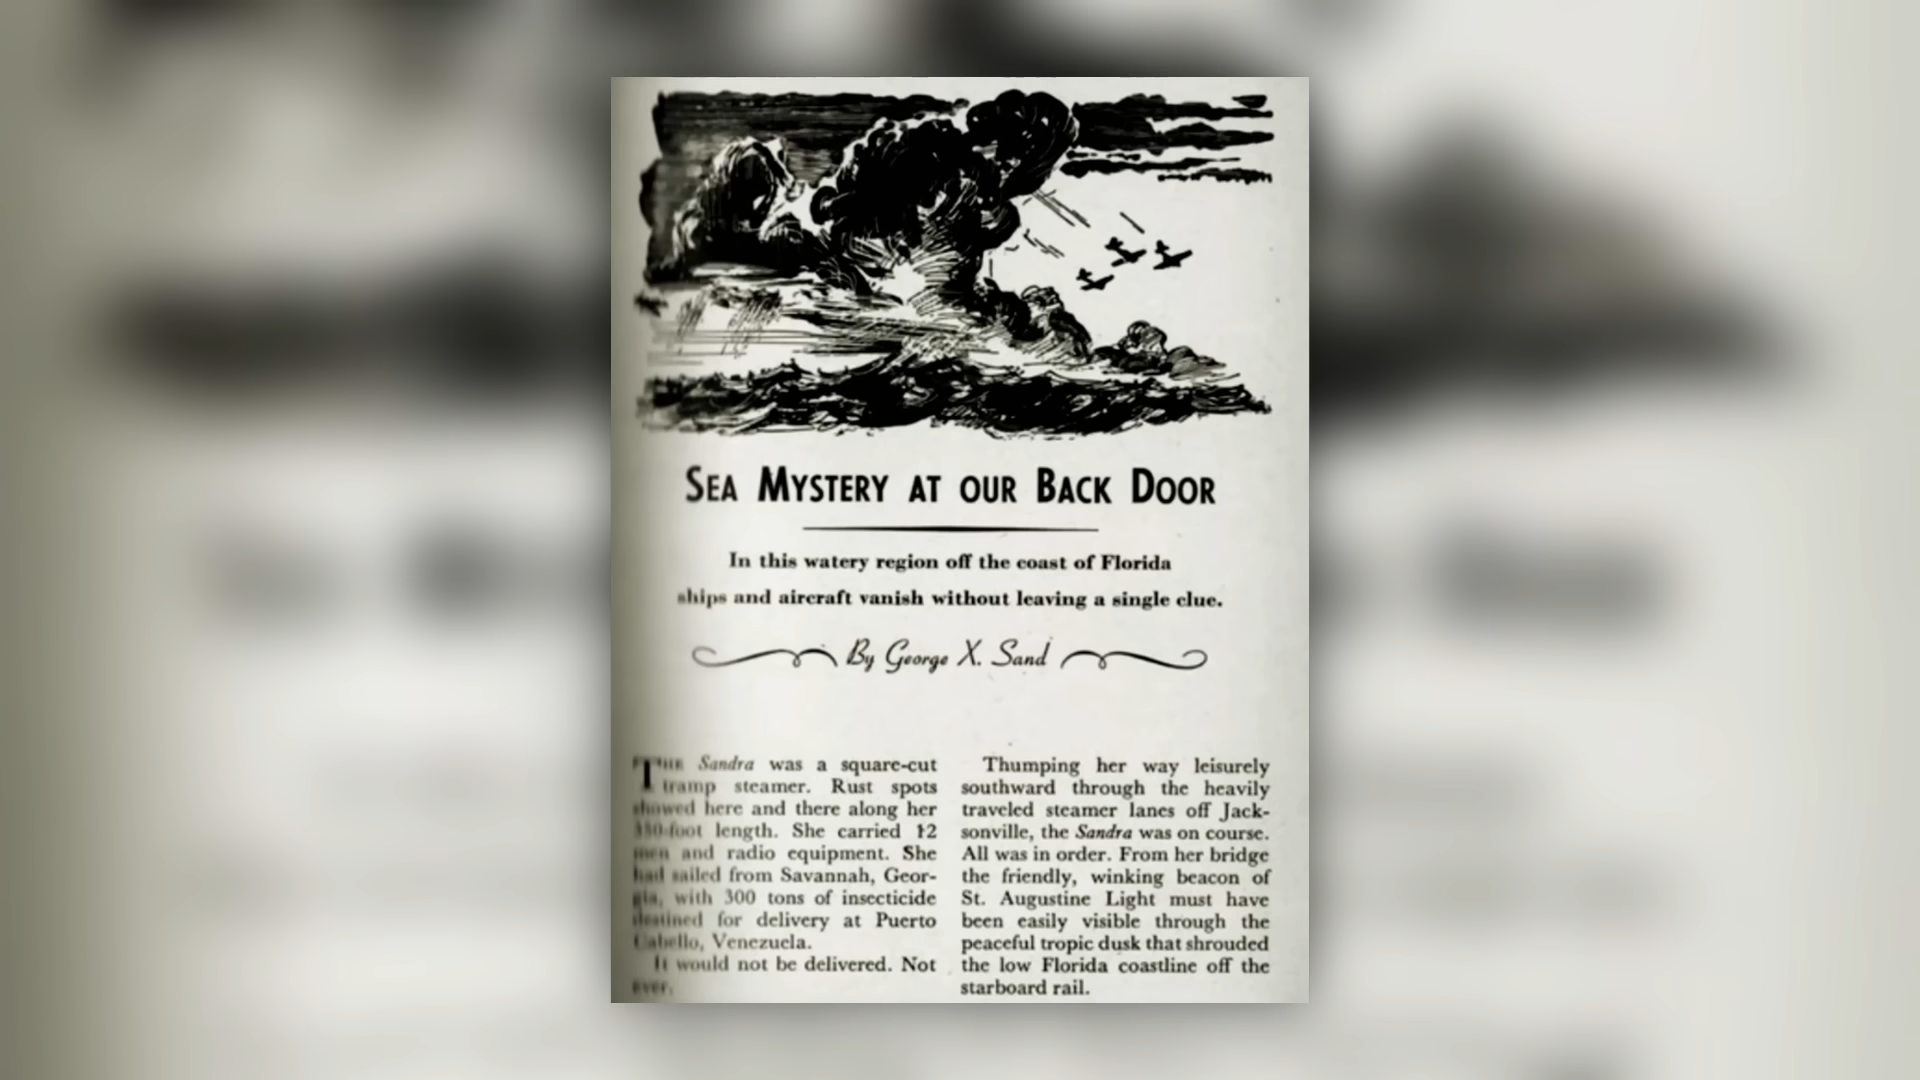 SEA MYSTERY AT OUR BACK DOOR
In this watery region off the coast of Florida
ships and aircraft vanish without leaving a single clue.
By George X. Sand
THE Sandra was a square-cut
tramp steamer. Rust spots
showed here and there along her
350-foot length. She carried 12
men and radio equipment. She
had sailed from Savannah, Geor-
gia, with 300 tons of insecticide
destined for delivery at Puerto
Cabello, Venezuela.
It would not be delivered. Not
ever.
Thumping her way leisurely
southward through the heavily
traveled steamer lanes off Jack-
sonville, the Sandra was on course.
All was in order. From her bridge
the friendly, winking beacon of
St. Augustine Light must have
been easily visible through the
peaceful tropic dusk that shrouded
the low Florida coastline off the
starboard rail.